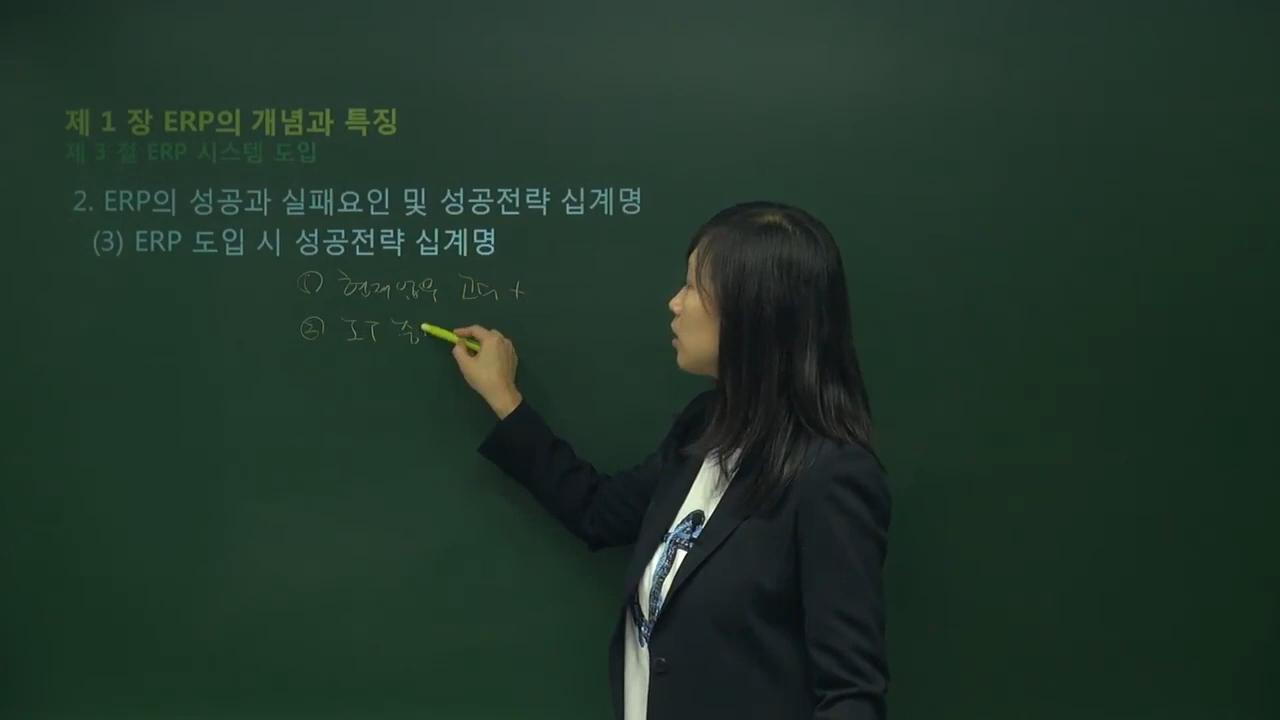 제 1 장 ERP의 개념과 특징
제 3 절 ERP 시스템 도입
2. ERP의 성공과 실패요인 및 성공전략 십계명
(3) ERP 도입 시 성공전략 십계명
① 현재업무 고수 +
② IT 중